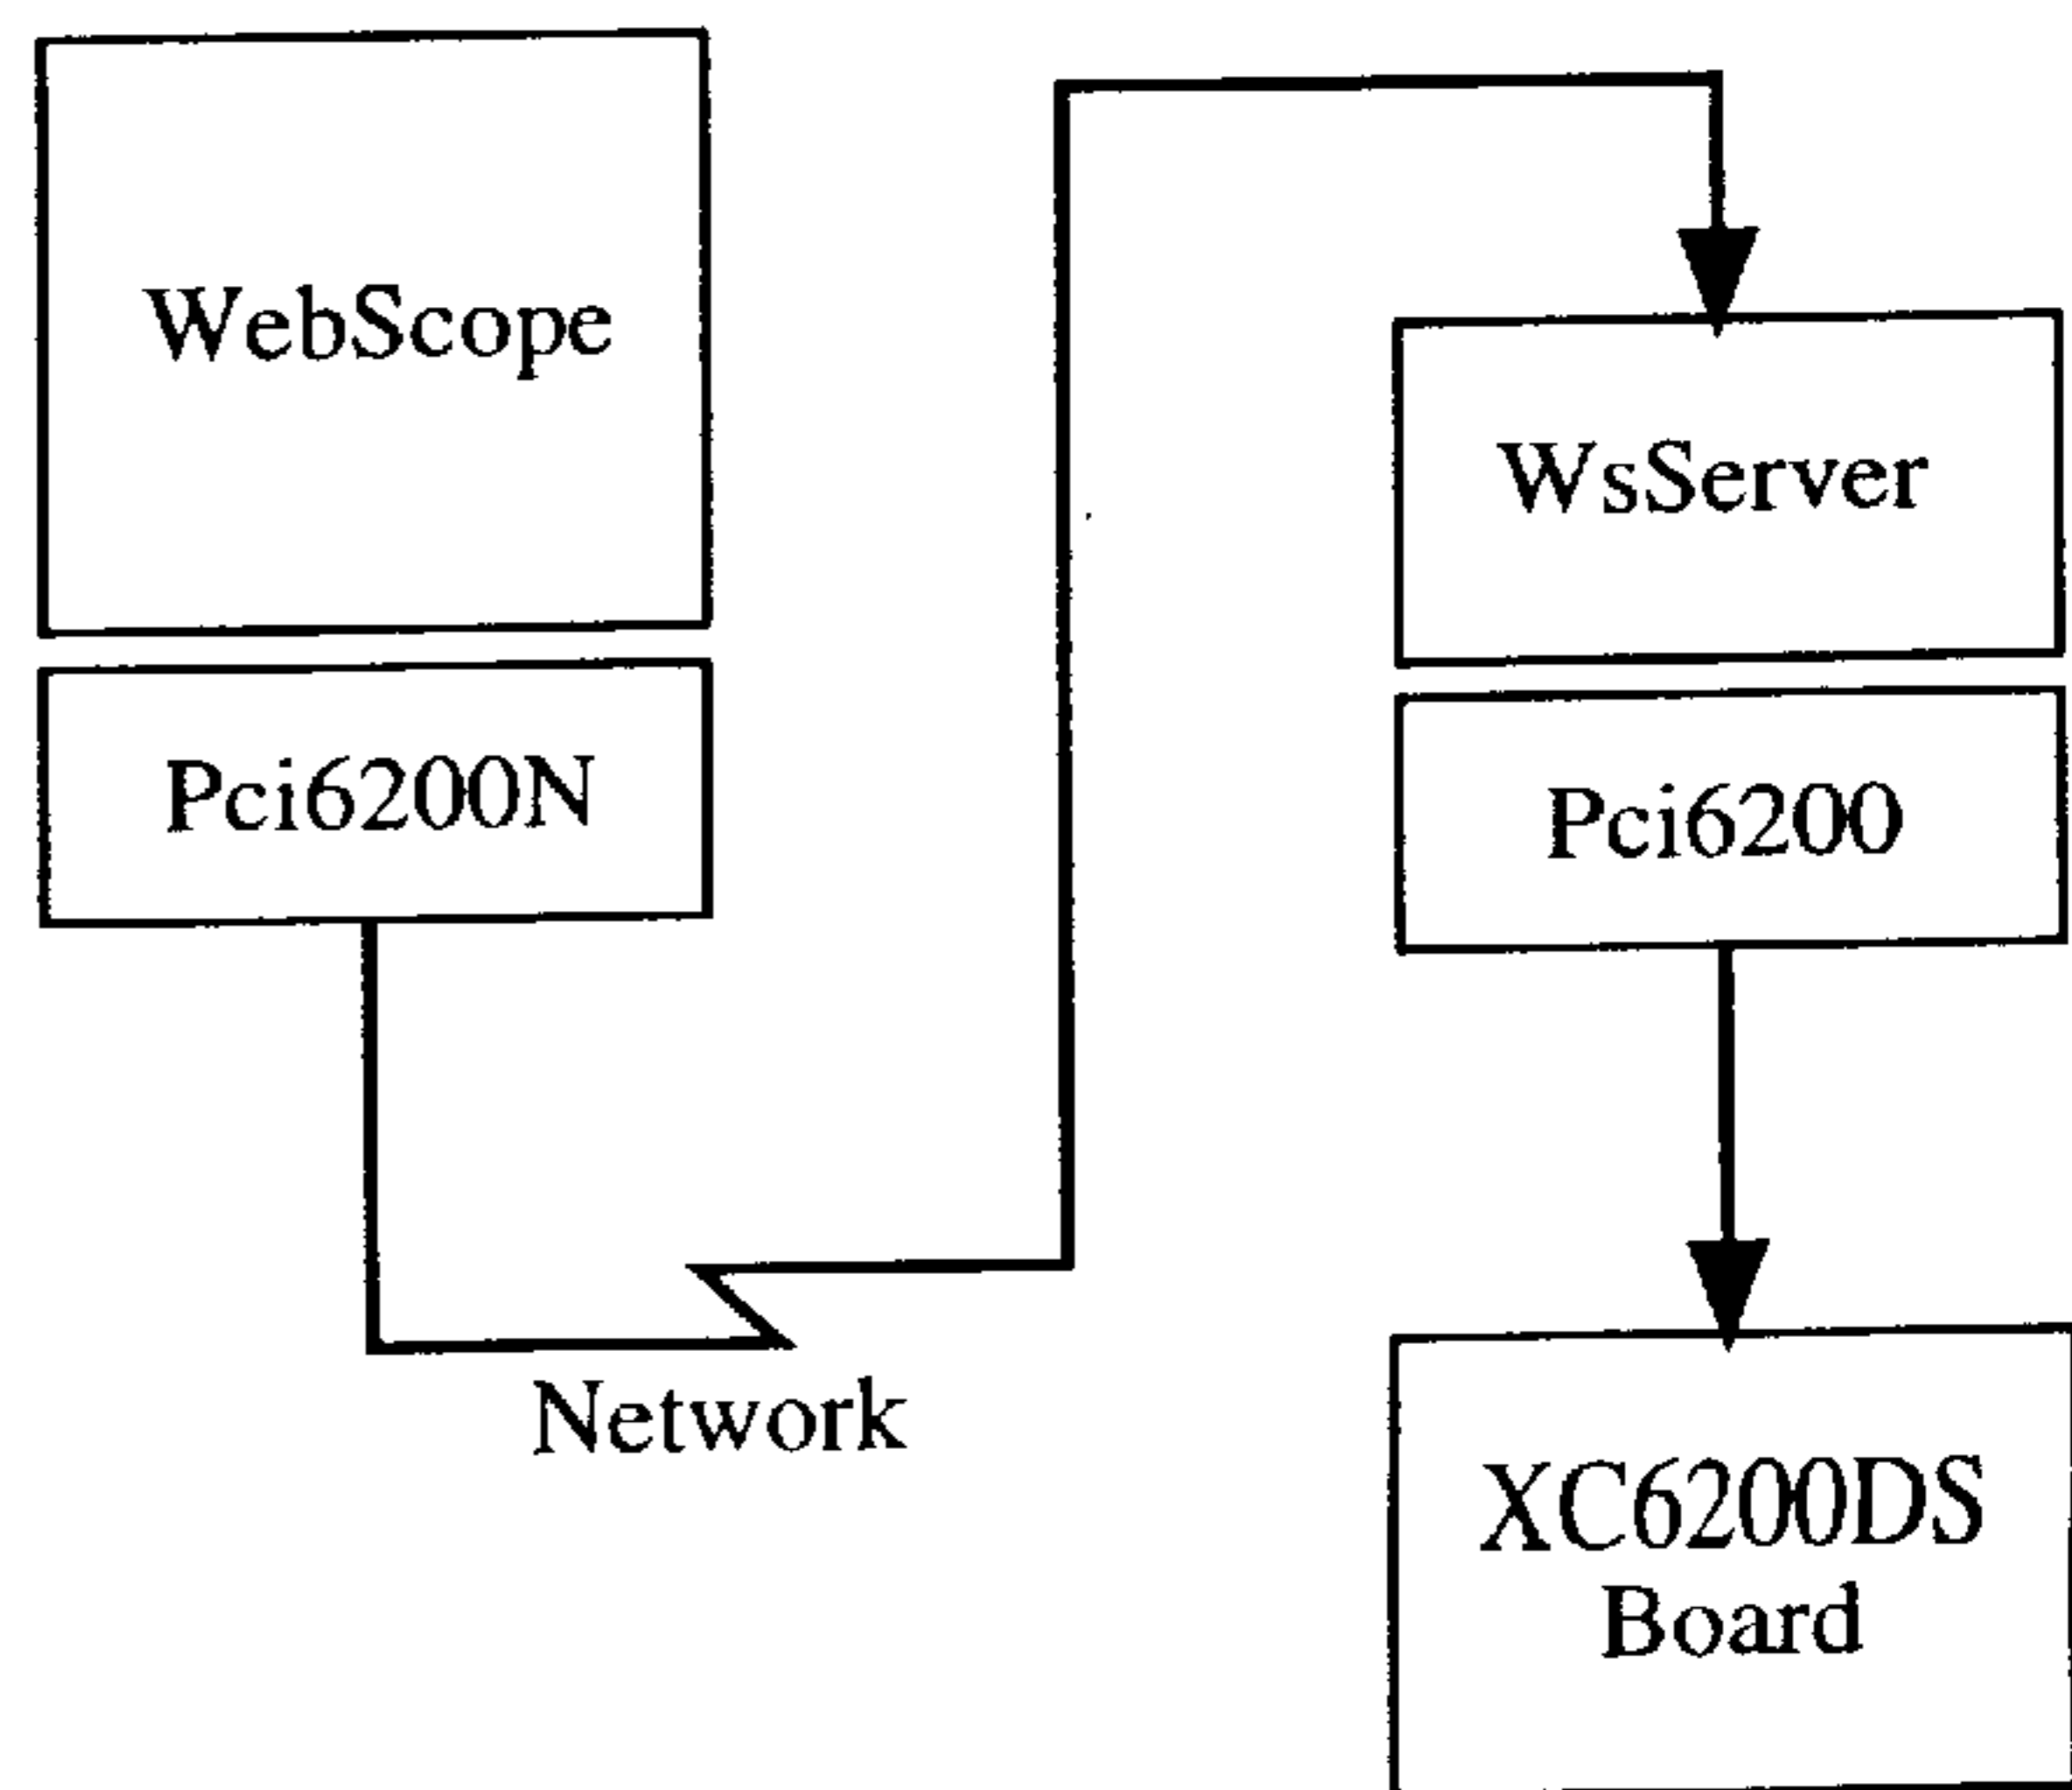 WebScope
Pci6200N
Network
WsServer
Pci6200
XC6200DS
Board